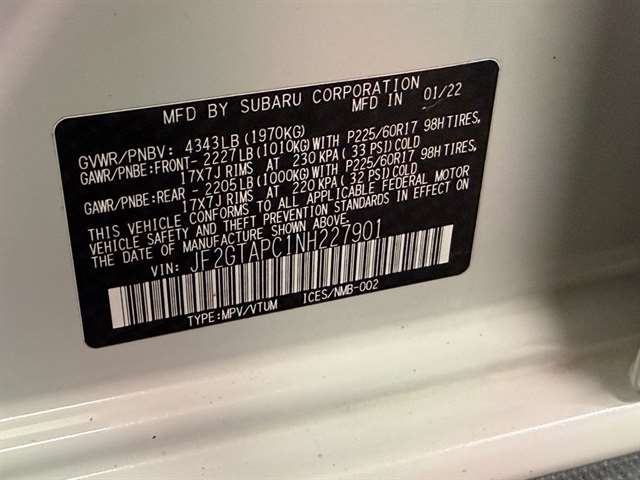 MFD BY SUBARU CORPORATION
MFD IN 01/22
GVWR/PNBV: 4343LB(1970KG)
GAWR/PNBE:FRONT- 2227LB(1010KG)WITH P225/60R17 98H TIRES,
17X7J RIMS AT 230 KPA (33 PSI)COLD
GAWR/PNBE:REAR - 2205LB(1000KG)WITH P225/60R17 98H TIRES,
17X7J RIMS AT 220 KPA (32 PSI)COLD
THIS VEHICLE CONFORMS TO ALL APPLICABLE FEDERAL MOTOR
VEHICLE SAFETY AND THEFT PREVENTION STANDARDS IN EFFECT ON
THE DATE OF MANUFACTURE SHOWN ABOVE.
VIN: JF2GTAPC1NH227901
TYPE:MPV/VTUM ICES/NMB-002